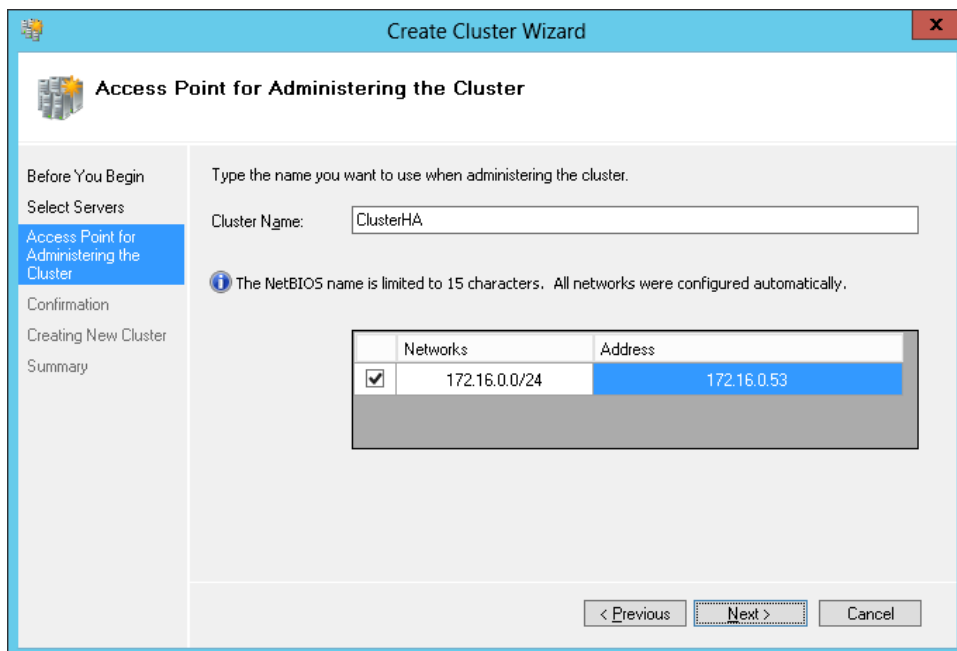 Create Cluster Wizard
x
Access Point for Administering the Cluster
Before You Begin
Select Servers
Access Point for
Administering the
Cluster
Confirmation
Creating New Cluster
Summary
Type the name you want to use when administering the cluster.
Cluster Name:
ClusterHA
The NetBIOS name is limited to 15 characters. All networks were configured automatically.
Networks Address
172.16.0.0/24 172.16.0.53
< Previous Next > Cancel